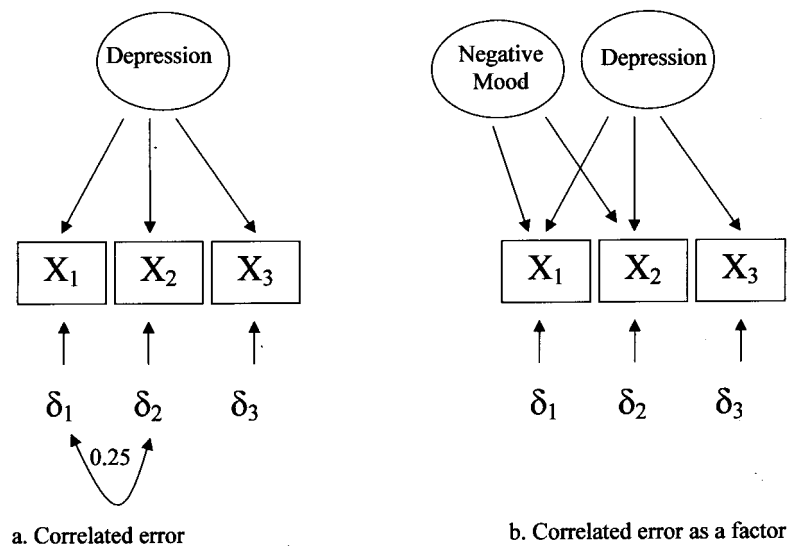 Depression
X₁ X₂ X₃
δ₁ δ₂ δ₃
0.25
a. Correlated error
Negative
Mood
Depression
X₁ X₂ X₃
δ₁ δ₂ δ₃
b. Correlated error as a factor